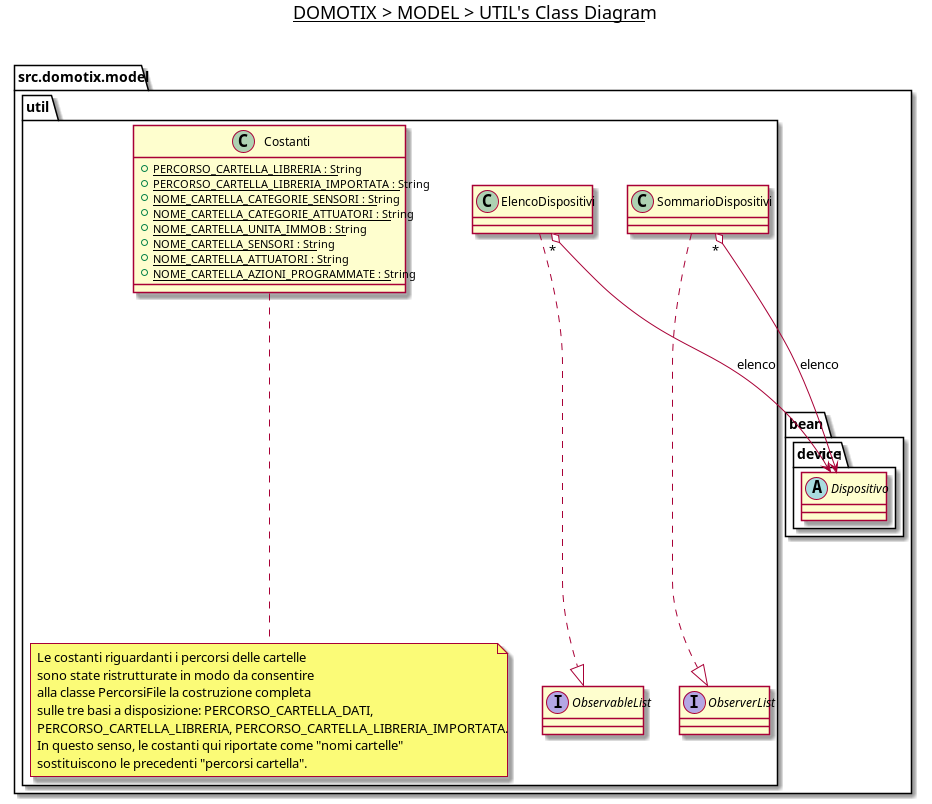 DOMOTIX > MODEL > UTIL's Class Diagram
src.domotix.model
util
C Costanti
PERCORSO_CARTELLA_LIBRERIA : String
PERCORSO_CARTELLA_LIBRERIA_IMPORTATA : String
NOME_CARTELLA_CATEGORIE_SENSORI : String
NOME_CARTELLA_CATEGORIE_ATTUATORI : String
NOME_CARTELLA_UNITA_IMMOB : String
NOME_CARTELLA_SENSORI : String
NOME_CARTELLA_ATTUATORI : String
NOME_CARTELLA_AZIONI_PROGRAMMATE : String
C ElencoDispositivi
C SommarioDispositivi
*
*
elenco
elenco
bean
device
A Dispositivo
Le costanti riguardanti i percorsi delle cartelle
sono state ristrutturate in modo da consentire
alla classe PercorsiFile la costruzione completa
sulle tre basi a disposizione: PERCORSO_CARTELLA_DATI,
PERCORSO_CARTELLA_LIBRERIA, PERCORSO_CARTELLA_LIBRERIA_IMPORTATA.
In questo senso, le costanti qui riportate come "nomi cartelle"
sostituiscono le precedenti "percorsi cartella".
I ObservableList
I ObserverList